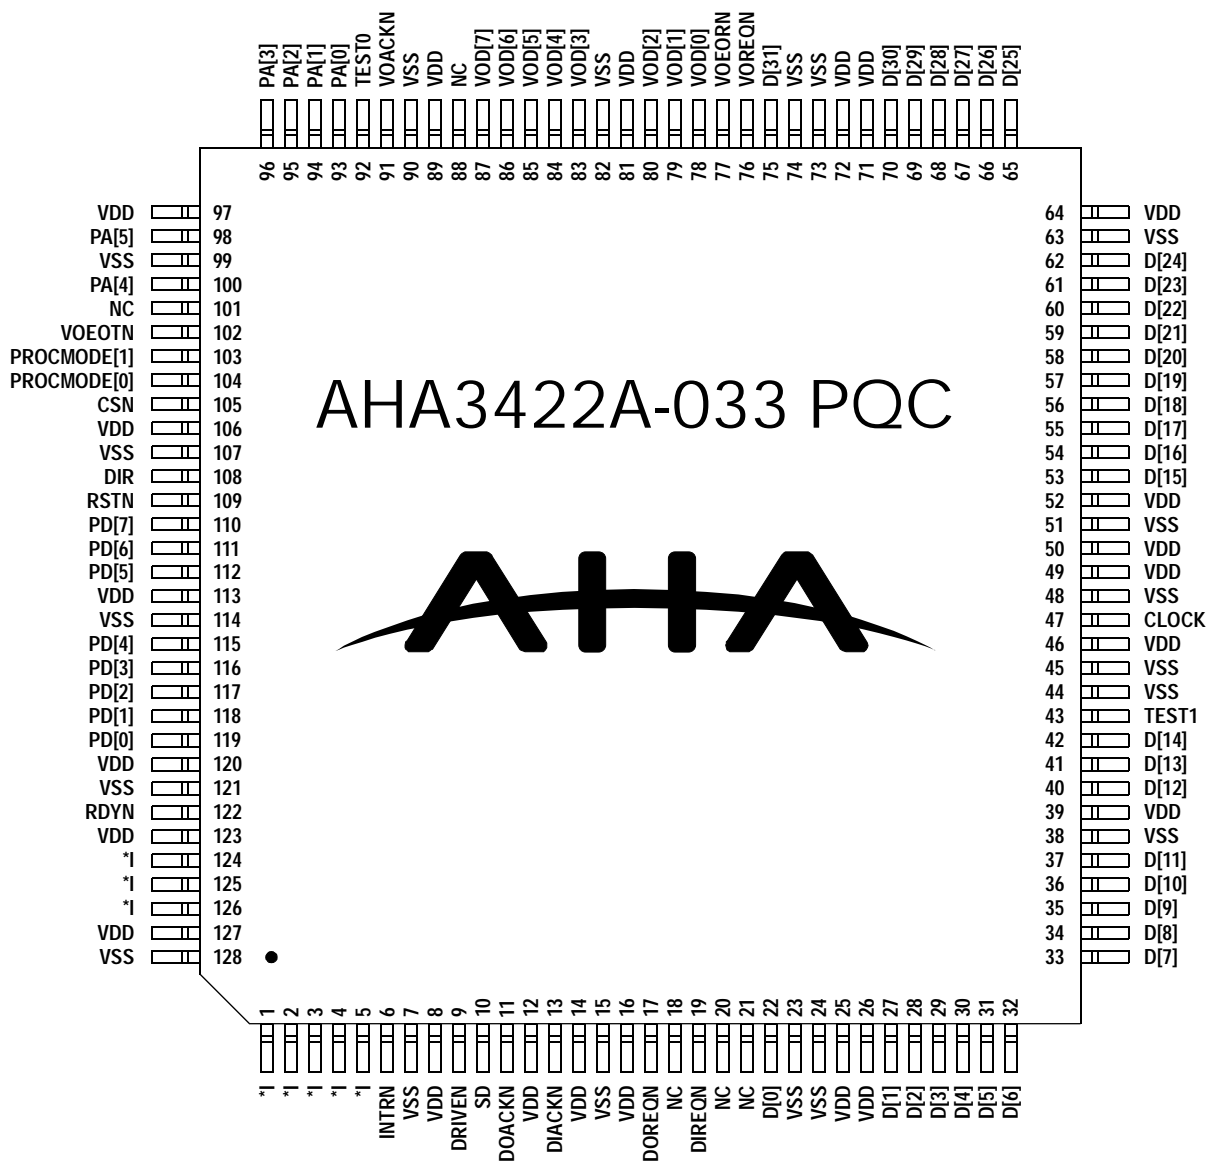 PA[3] PA[2] PA[1] PA[0] TEST0 VOACKN VSS VDD NC VOD[7] VOD[6] VOD[5] VOD[4] VOD[3] VSS VDD VOD[2] VOD[1] VOD[0] VOEORN VOREQN D[31] VSS VSS VDD VDD D[30] D[29] D[28] D[27] D[26] D[25]
96 95 94 93 92 91 90 89 88 87 86 85 84 83 82 81 80 79 78 77 76 75 74 73 72 71 70 69 68 67 66 65
VDD 97 64 VDD
PA[5] 98 63 VSS
VSS 99 62 D[24]
PA[4] 100 61 D[23]
NC 101 60 D[22]
VOEOTN 102 59 D[21]
PROCMODE[1] 103 58 D[20]
PROCMODE[0] 104 57 D[19]
CSN 105 56 D[18]
VDD 106 55 D[17]
VSS 107 54 D[16]
DIR 108 53 D[15]
RSTN 109 52 VDD
PD[7] 110 51 VSS
PD[6] 111 50 VDD
PD[5] 112 49 VDD
VDD 113 48 VSS
VSS 114 47 CLOCK
PD[4] 115 46 VDD
PD[3] 116 45 VSS
PD[2] 117 44 VSS
PD[1] 118 43 TEST1
PD[0] 119 42 D[14]
VDD 120 41 D[13]
VSS 121 40 D[12]
RDYN 122 39 VDD
VDD 123 38 VSS
*I 124 37 D[11]
*I 125 36 D[10]
*I 126 35 D[9]
VDD 127 34 D[8]
VSS 128 33 D[7]
AHA3422A-033 PQC
AHA
1 2 3 4 5 6 7 8 9 10 11 12 13 14 15 16 17 18 19 20 21 22 23 24 25 26 27 28 29 30 31 32
*I *I *I *I *I INTRN VSS VDD DRIVEN SD DOACKN VDD DIACKN VDD VSS VDD DOREQN NC DIREQN NC NC D[0] VSS VSS VDD VDD D[1] D[2] D[3] D[4] D[5] D[6]